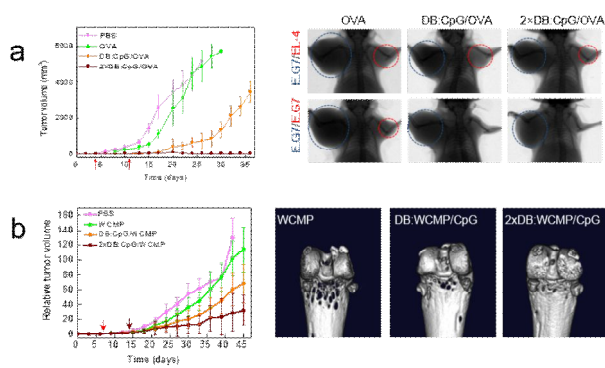 a
PBS
OVA
DB:CpG/OVA
2×DB:CpG/OVA
Tumor volume (mm³)
0
0 5 10 15 20 25 30 35 40 45
Time (days)
OVA DB:CpG/OVA 2×DB:CpG/OVA
E.G7/EL-4
E.G7/E.G7
b
PBS
WCMP
DB:CpG/WCMP
2xDB:CpG/WCMP
Relative tumor volume
160
140
120
100
80
60
40
20
0
0 5 10 15 20 25 30 35 40 45
Time (days)
WCMP DB:WCMP/CpG 2xDB:WCMP/CpG